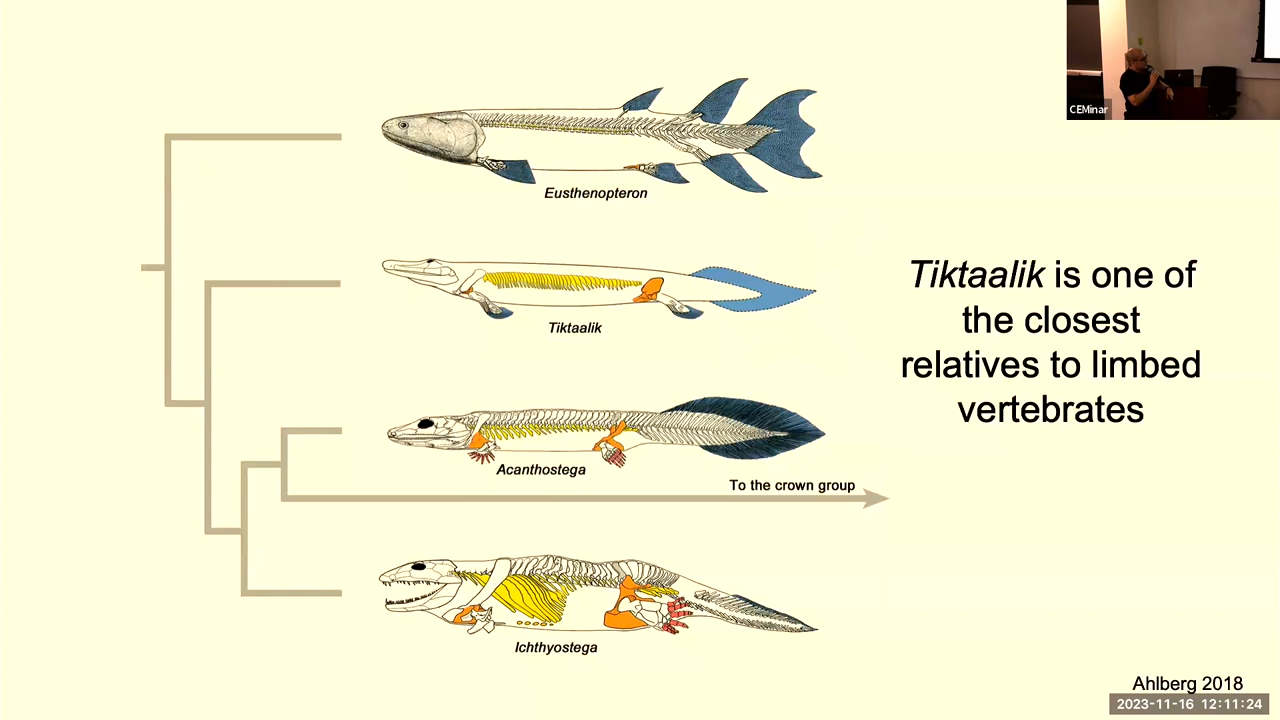 CEMinar
Eusthenopteron
Tiktaalik
Acanthostega
To the crown group
Ichthyostega
Tiktaalik is one of
the closest
relatives to limbed
vertebrates
Ahlberg 2018
2023-11-16 12:11:24